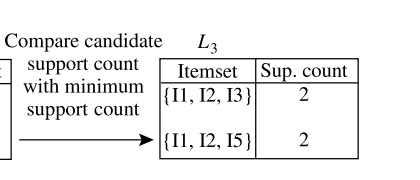 Compare candidate
support count
with minimum
support count
L3
Itemset Sup. count
{I1, I2, I3} 2
{I1, I2, I5} 2